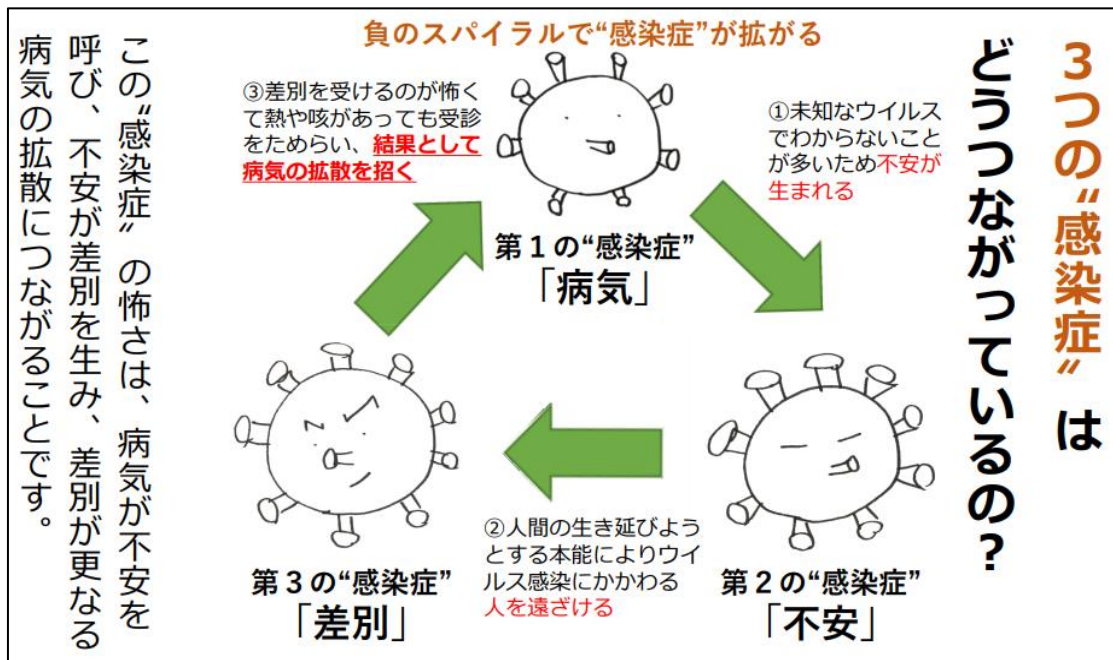 3つの“感染症” は
どうつながっているの？
負のスパイラルで“感染症”が拡がる
①未知なウイルス
でわからないこと
が多いため不安が
生まれる
第１の“感染症”
「病気」
③差別を受けるのが怖く
て熱や咳があっても受診
をためらい、結果として
病気の拡散を招く
②人間の生き延びよう
とする本能によりウイ
ルス感染にかかわる
人を遠ざける
第２の“感染症”
「不安」
第３の“感染症”
「差別」
この“感染症” の怖さは、病気が不安を
呼び、不安が差別を生み、差別が更なる
病気の拡散につながることです。